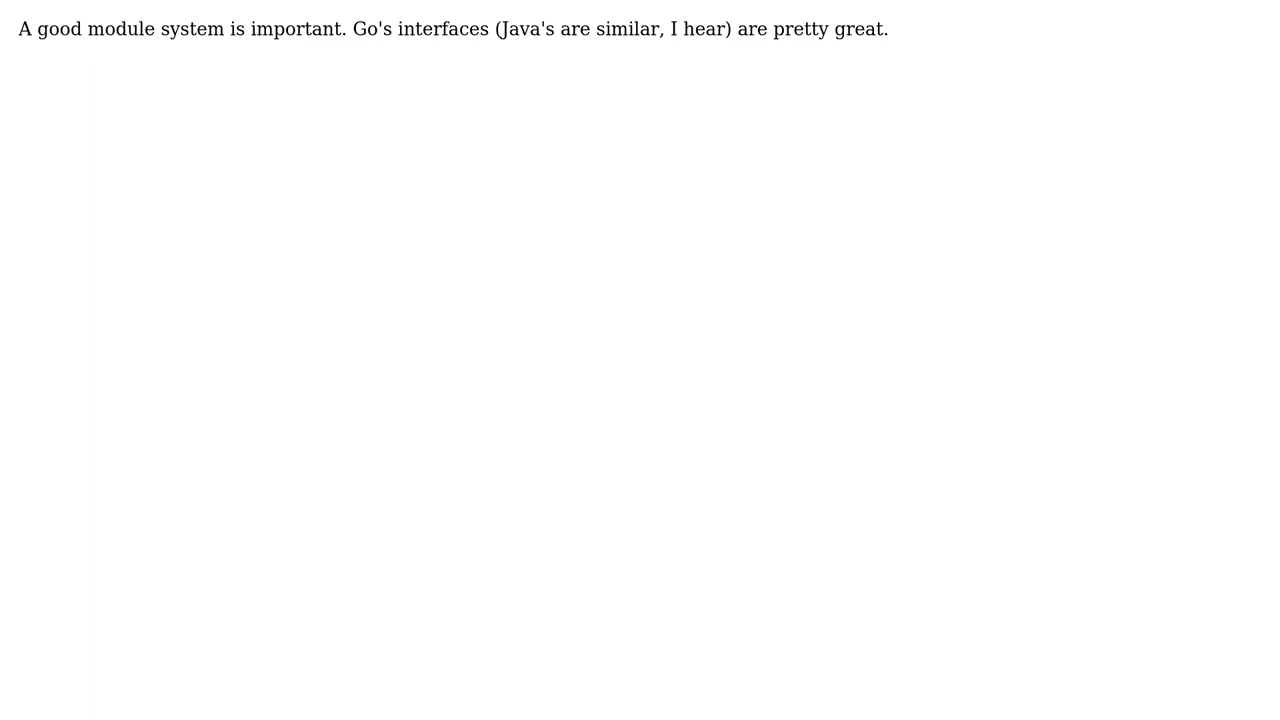 A good module system is important. Go's interfaces (Java's are similar, I hear) are pretty great.